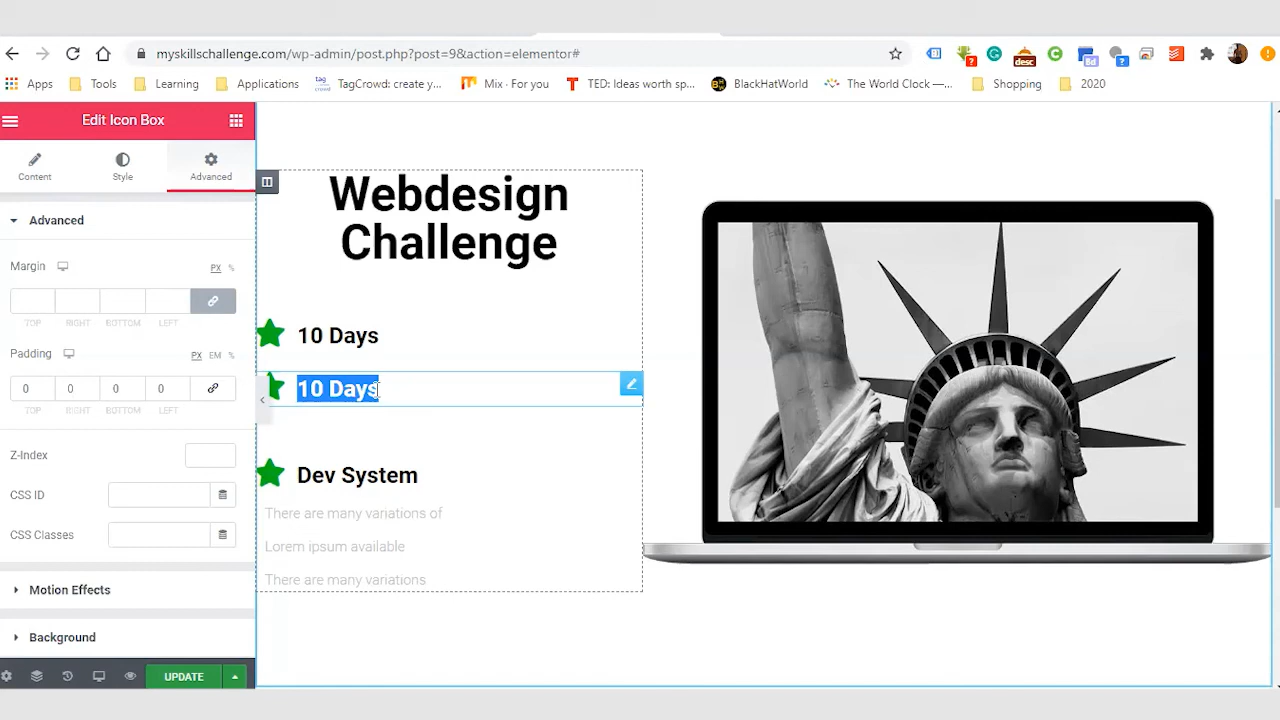 myskillschallenge.com/wp-admin/post.php?post=9&action=elementor#
Apps Tools Learning Applications tag TagCrowd: create y... Mix · For you TED: Ideas worth sp... BlackHatWorld The World Clock —... Shopping 2020
desc
Bd
Edit Icon Box
Content Style Advanced
Advanced
Margin PX %
TOP RIGHT BOTTOM LEFT
Padding PX EM %
0 0 0 0
TOP RIGHT BOTTOM LEFT
Z-Index
CSS ID
CSS Classes
Motion Effects
Background
UPDATE
Webdesign
Challenge
10 Days
10 Days
Dev System
There are many variations of
Lorem ipsum available
There are many variations